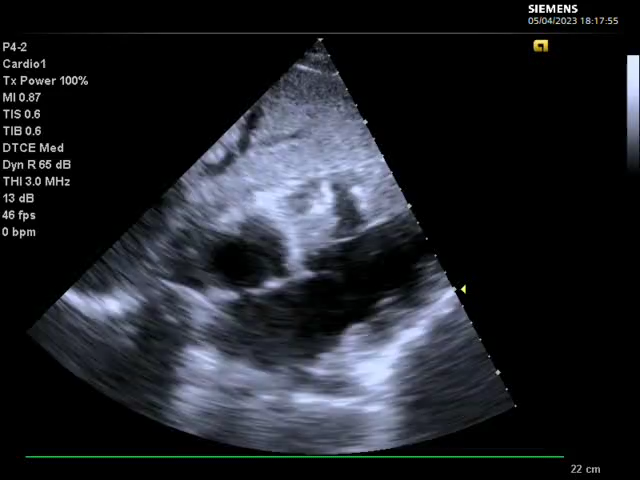 SIEMENS
05/04/2023 18:17:55
P4-2
Cardio1
Tx Power 100%
MI 0.87
TIS 0.6
TIB 0.6
DTCE Med
Dyn R 65 dB
THI 3.0 MHz
13 dB
46 fps
0 bpm
22 cm